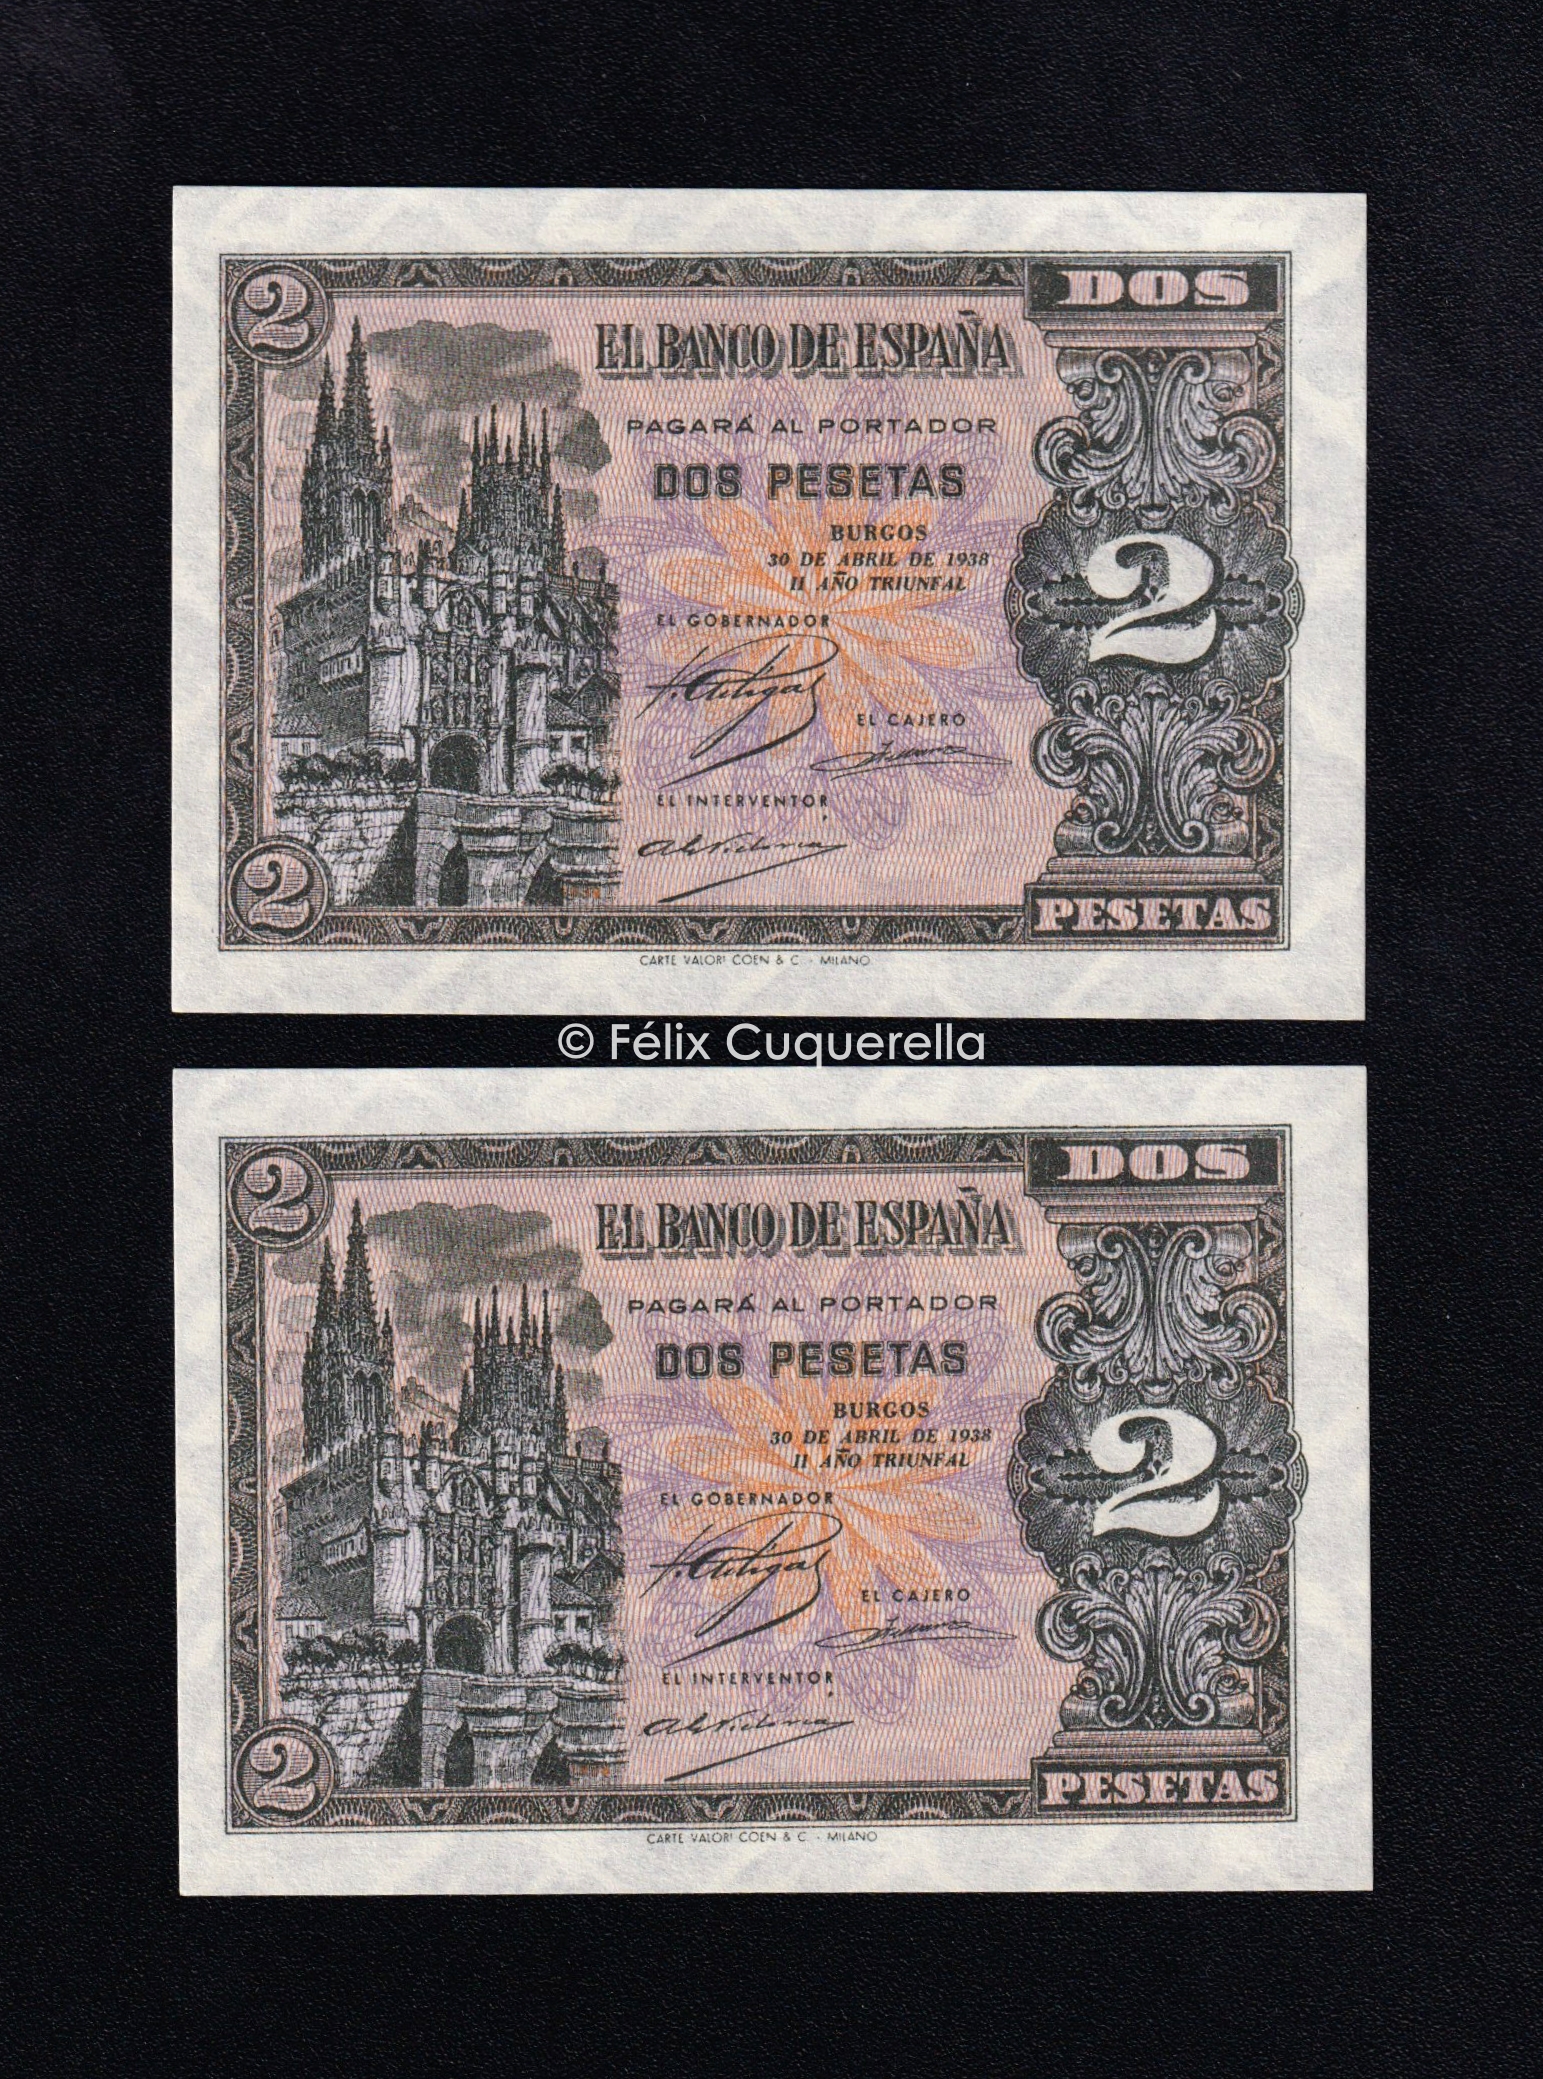 2
DOS
EL BANCO DE ESPAÑA
PAGARÁ AL PORTADOR
DOS PESETAS
BURGOS
30 DE ABRIL DE 1938
II AÑO TRIUNFAL
2
EL GOBERNADOR
EL CAJERO
EL INTERVENTOR
2
PESETAS
CARTE VALORI COEN & C. - MILANO
© Félix Cuquerella
2
DOS
EL BANCO DE ESPAÑA
PAGARÁ AL PORTADOR
DOS PESETAS
BURGOS
30 DE ABRIL DE 1938
II AÑO TRIUNFAL
2
EL GOBERNADOR
EL CAJERO
EL INTERVENTOR
2
PESETAS
CARTE VALORI COEN & C. - MILANO